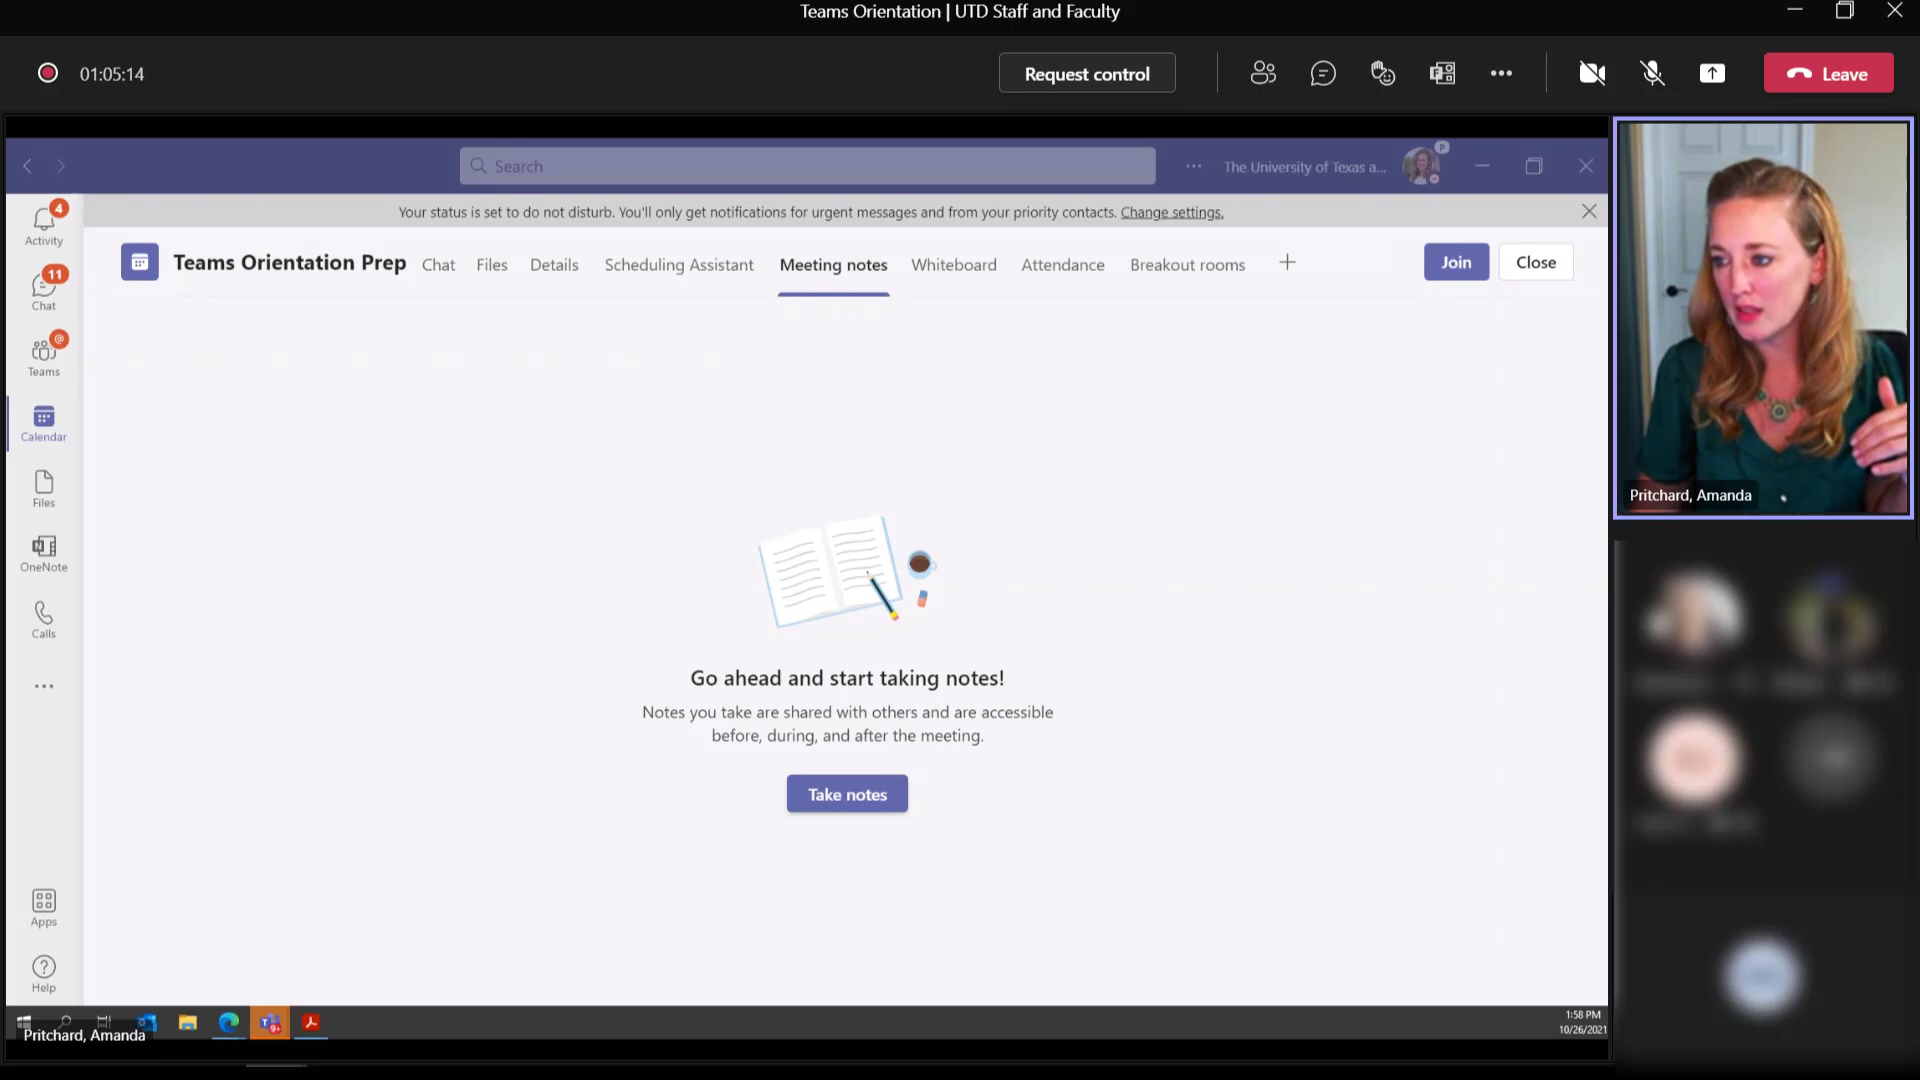 Teams Orientation | UTD Staff and Faculty
01:05:14
Request control
Leave
Search
The University of Texas a...
P
Your status is set to do not disturb. You'll only get notifications for urgent messages and from your priority contacts. Change settings.
4
Activity
Teams Orientation Prep
Chat
Files
Details
Scheduling Assistant
Meeting notes
Whiteboard
Attendance
Breakout rooms
Join
Close
11
Chat
@
Teams
Calendar
Files
OneNote
Calls
Apps
Help
Go ahead and start taking notes!
Notes you take are shared with others and are accessible
before, during, and after the meeting.
Take notes
Pritchard, Amanda
9+
1:58 PM
10/26/2021
Pritchard, Amanda